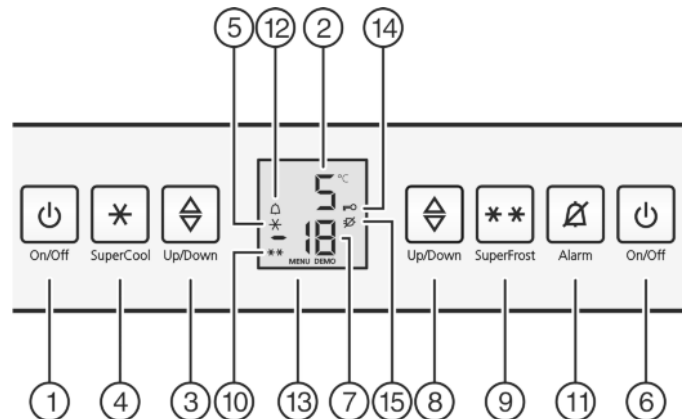 5 12 2 14
5 °C
On/Off SuperCool Up/Down Up/Down SuperFrost Alarm On/Off
-18
MENU DEMO
1 4 3 10 13 7 15 8 9 11 6